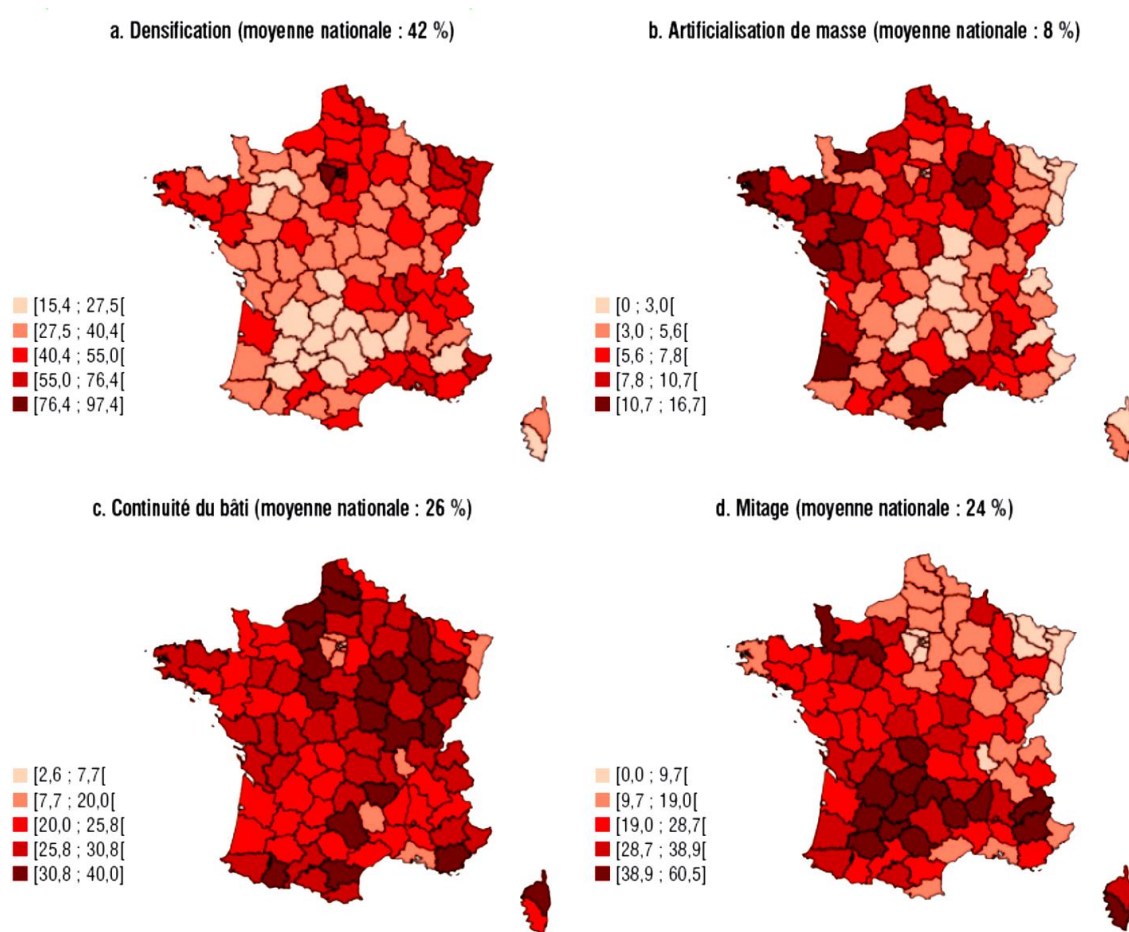 a. Densification (moyenne nationale : 42 %)
b. Artificialisation de masse (moyenne nationale : 8 %)
[15,4 ; 27,5[
[27,5 ; 40,4[
[40,4 ; 55,0[
[55,0 ; 76,4[
[76,4 ; 97,4]
[0 ; 3,0[
[3,0 ; 5,6[
[5,6 ; 7,8[
[7,8 ; 10,7[
[10,7 ; 16,7]
c. Continuité du bâti (moyenne nationale : 26 %)
d. Mitage (moyenne nationale : 24 %)
[2,6 ; 7,7[
[7,7 ; 20,0[
[20,0 ; 25,8[
[25,8 ; 30,8[
[30,8 ; 40,0]
[0,0 ; 9,7[
[9,7 ; 19,0[
[19,0 ; 28,7[
[28,7 ; 38,9[
[38,9 ; 60,5]